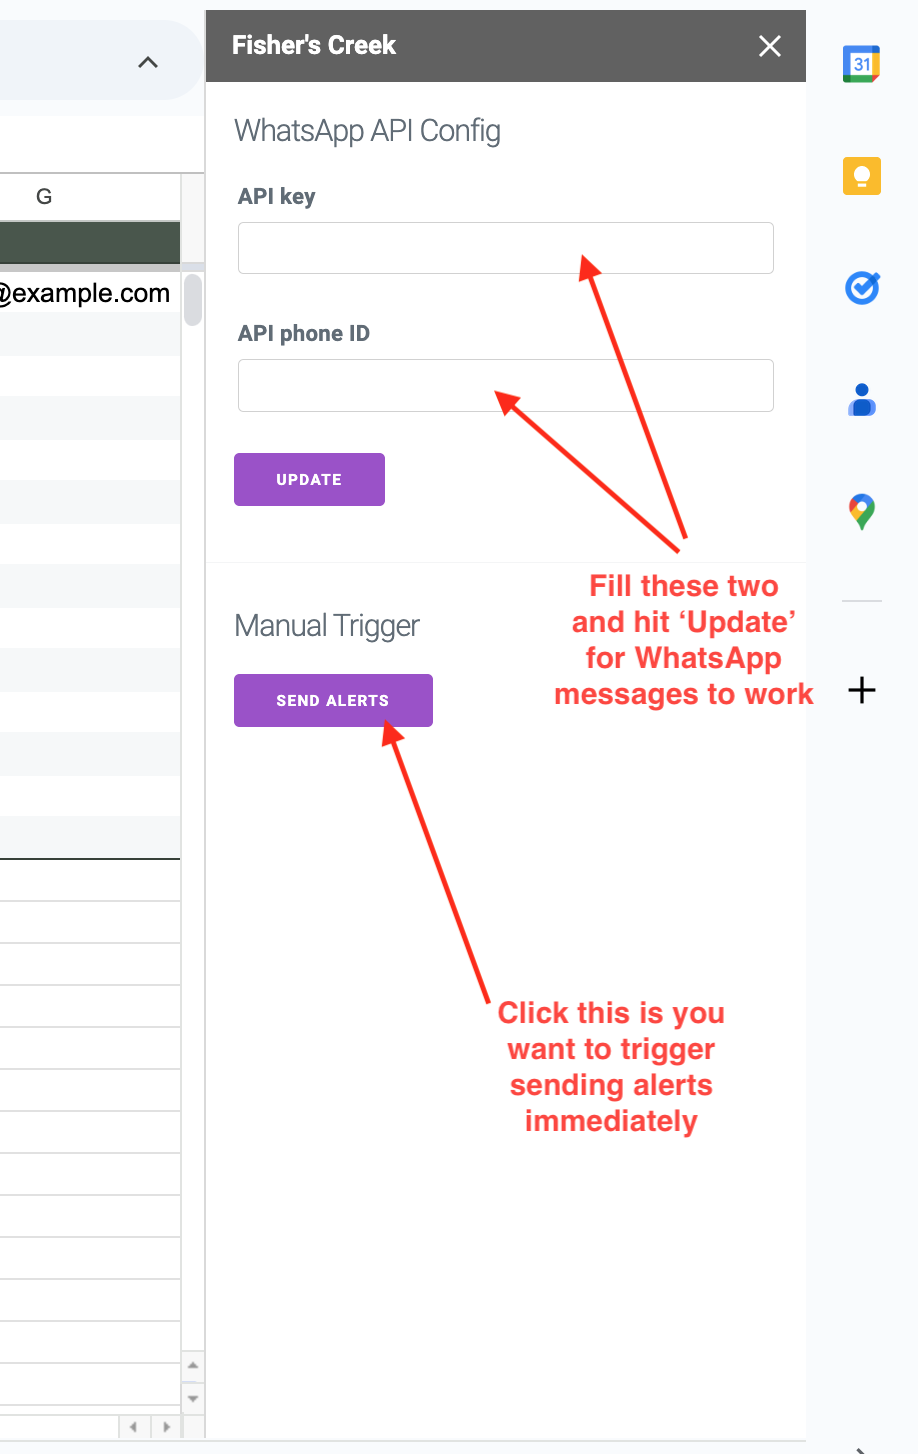 Fisher's Creek
31
WhatsApp API Config
G
API key
@example.com
API phone ID
UPDATE
Fill these two
and hit ‘Update’
for WhatsApp
messages to work
Manual Trigger
SEND ALERTS
Click this is you
want to trigger
sending alerts
immediately